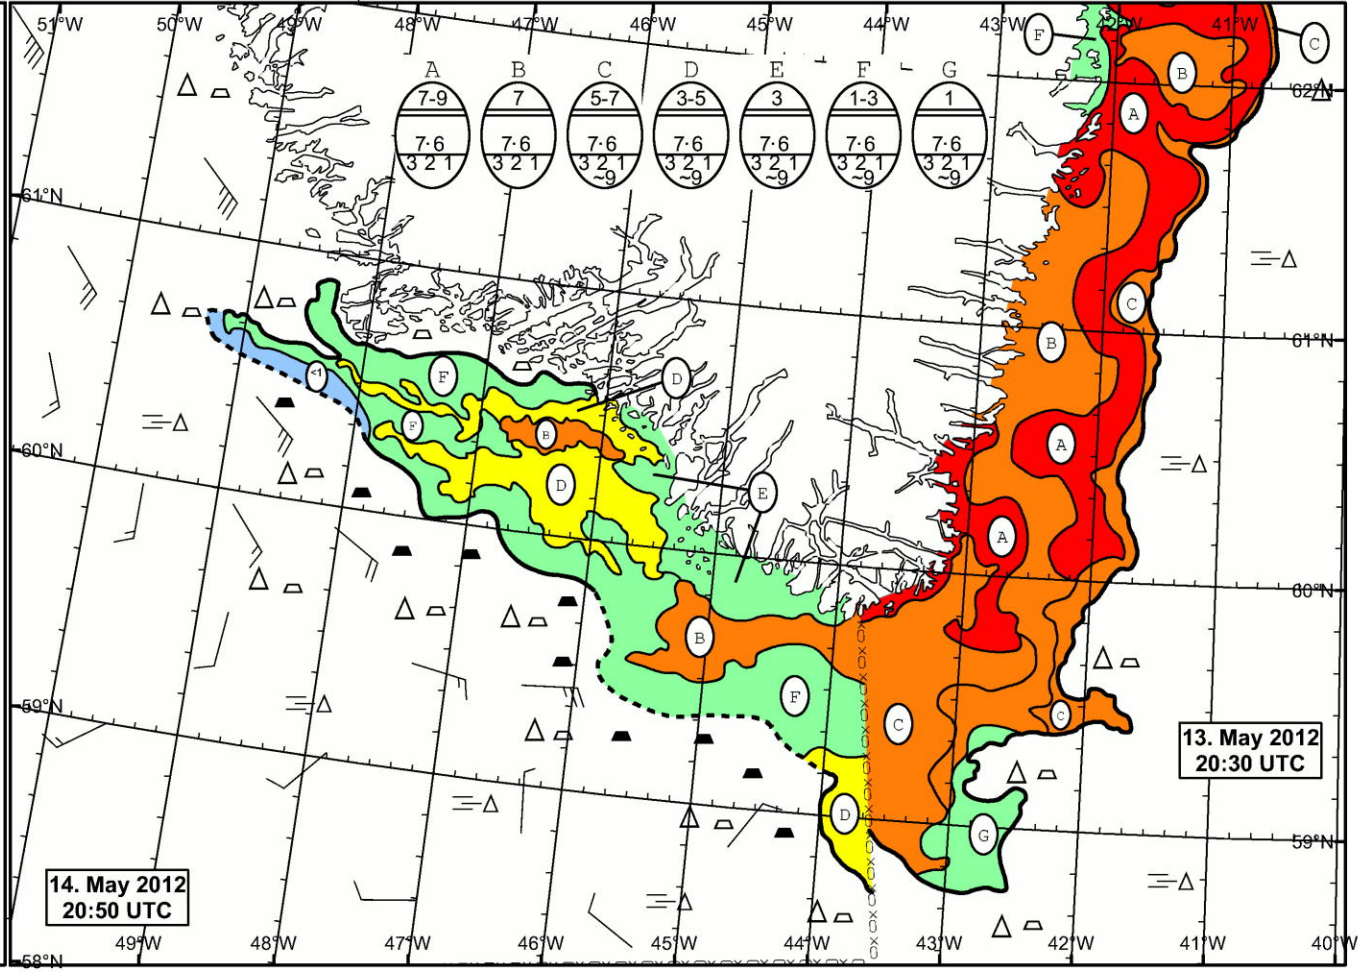 51°W 50°W 49°W 48°W 47°W 46°W 45°W 44°W 43°W 42°W 41°W
F
C
B
62°N
A B C D E F G
7-9 7 5-7 3-5 3 1-3 1
7·6 7·6 7·6 7·6 7·6 7·6 7·6
3 2 1 3 2 1 3 2 1 3 2 1 3 2 1 3 2 1 3 2 1
~9 ~9 ~9 ~9 ~9
A
61°N
C
B
61°N
<1
F
D
F
B
A
60°N
D
E
A
60°N
B
F
C
C
59°N
13. May 2012
20:30 UTC
D
G
59°N
14. May 2012
20:50 UTC
49°W 48°W 47°W 46°W 45°W 44°W 43°W 42°W 41°W 40°W
58°N